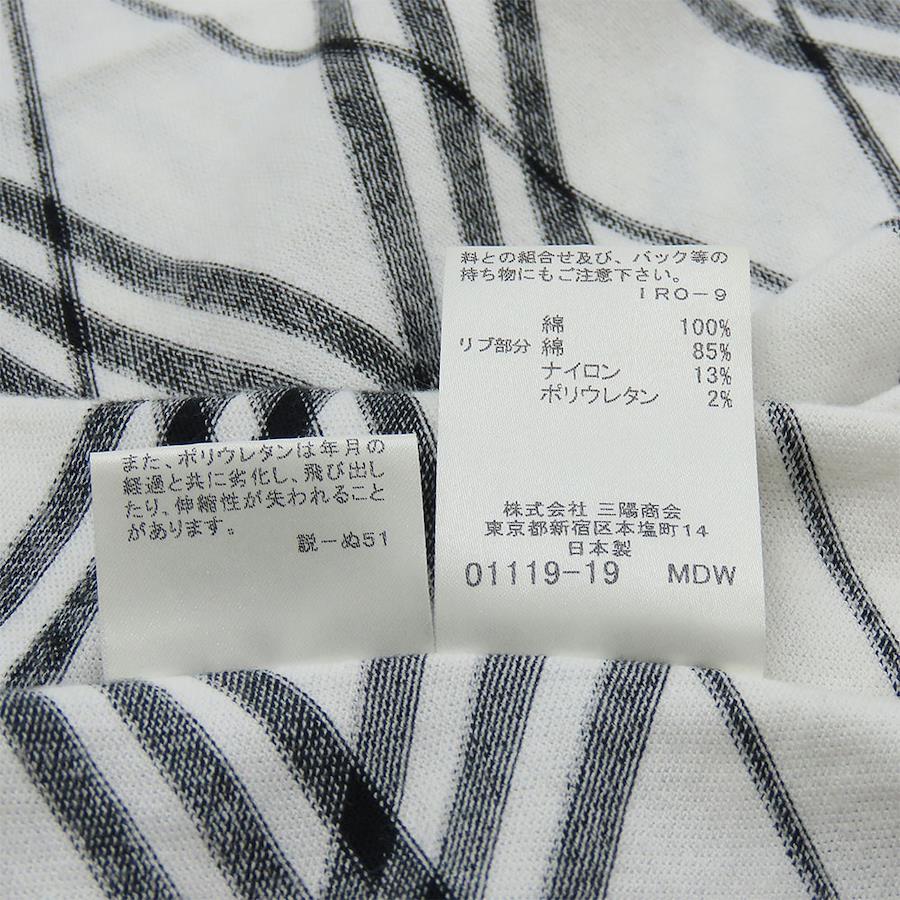 料との組合せ及び、バック等の
持ち物にもご注意下さい。
IRO-9
綿 100%
リブ部分 綿 85%
ナイロン 13%
ポリウレタン 2%
株式会社 三陽商会
東京都新宿区本塩町14
日本製
01119-19 MDW
また、ポリウレタンは年月の
経過と共に劣化し、飛び出し
たり、伸縮性が失われること
があります。
説-ぬ51